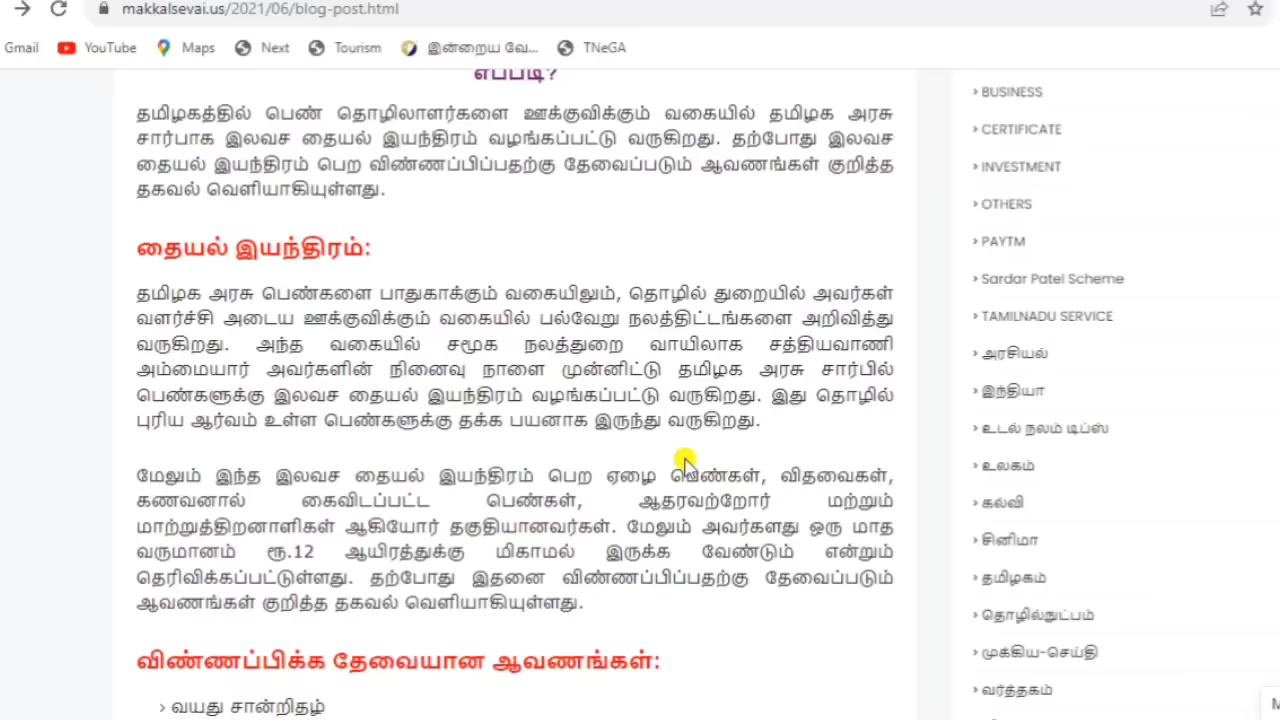 makkalsevai.us/2021/06/blog-post.html
Gmail YouTube Maps Next Tourism இன்றைய வே... TNeGA
எப்படி?
தமிழகத்தில் பெண் தொழிலாளர்களை ஊக்குவிக்கும் வகையில் தமிழக அரசு
சார்பாக இலவச தையல் இயந்திரம் வழங்கப்பட்டு வருகிறது. தற்போது இலவச
தையல் இயந்திரம் பெற விண்ணப்பிப்பதற்கு தேவைப்படும் ஆவணங்கள் குறித்த
தகவல் வெளியாகியுள்ளது.
தையல் இயந்திரம்:
தமிழக அரசு பெண்களை பாதுகாக்கும் வகையிலும், தொழில் துறையில் அவர்கள்
வளர்ச்சி அடைய ஊக்குவிக்கும் வகையில் பல்வேறு நலத்திட்டங்களை அறிவித்து
வருகிறது. அந்த வகையில் சமூக நலத்துறை வாயிலாக சத்தியவாணி
அம்மையார் அவர்களின் நினைவு நாளை முன்னிட்டு தமிழக அரசு சார்பில்
பெண்களுக்கு இலவச தையல் இயந்திரம் வழங்கப்பட்டு வருகிறது. இது தொழில்
புரிய ஆர்வம் உள்ள பெண்களுக்கு தக்க பயனாக இருந்து வருகிறது.
மேலும் இந்த இலவச தையல் இயந்திரம் பெற ஏழை பெண்கள், விதவைகள்,
கணவனால் கைவிடப்பட்ட பெண்கள், ஆதரவற்றோர் மற்றும்
மாற்றுத்திறனாளிகள் ஆகியோர் தகுதியானவர்கள். மேலும் அவர்களது ஒரு மாத
வருமானம் ரூ.12 ஆயிரத்துக்கு மிகாமல் இருக்க வேண்டும் என்றும்
தெரிவிக்கப்பட்டுள்ளது. தற்போது இதனை விண்ணப்பிப்பதற்கு தேவைப்படும்
ஆவணங்கள் குறித்த தகவல் வெளியாகியுள்ளது.
விண்ணப்பிக்க தேவையான ஆவணங்கள்:
› வயது சான்றிதழ்
› BUSINESS
› CERTIFICATE
› INVESTMENT
› OTHERS
› PAYTM
› Sardar Patel Scheme
› TAMILNADU SERVICE
› அரசியல்
› இந்தியா
› உடல் நலம் டிப்ஸ்
› உலகம்
› கல்வி
› சினிமா
› தமிழகம்
› தொழில்நுட்பம்
› முக்கிய-செய்தி
› வர்த்தகம்